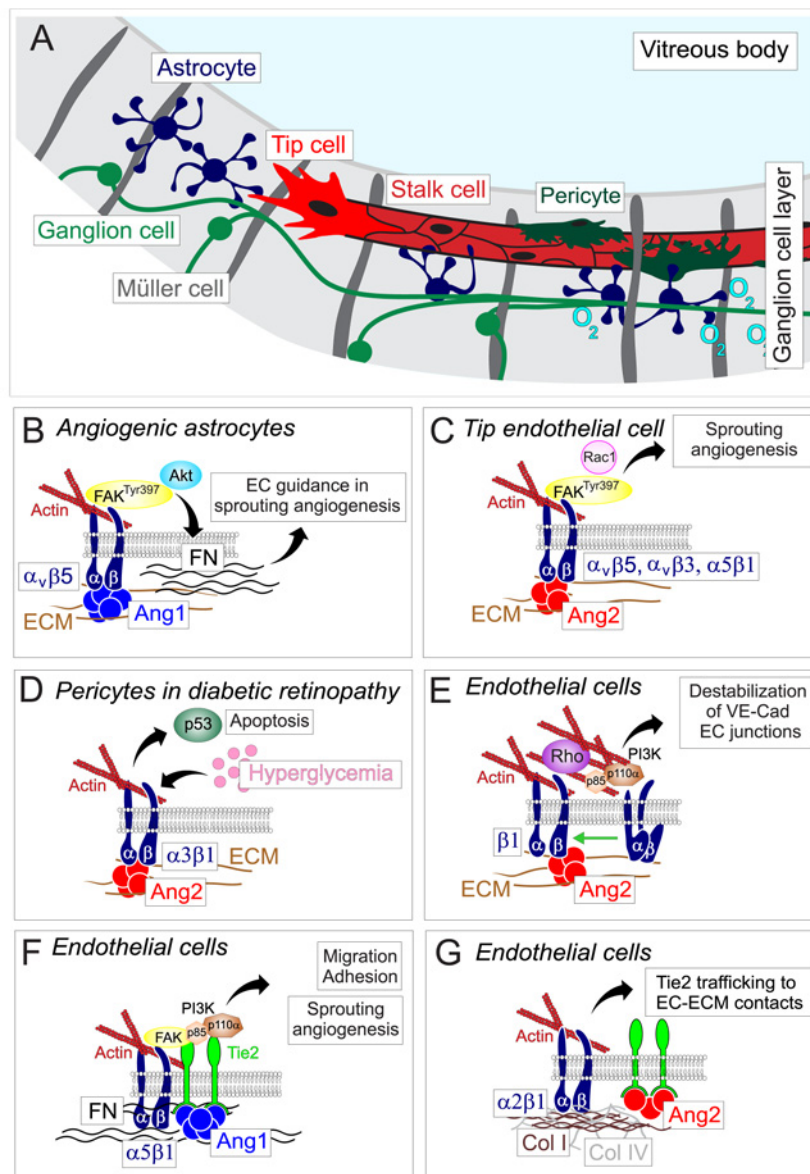 A
Vitreous body
Astrocyte
Tip cell
Stalk cell
Pericyte
Ganglion cell
Müller cell
O2
O2
O2
O2
Ganglion cell layer
B Angiogenic astrocytes
Akt
FAK^Tyr397
Actin
EC guidance in
sprouting angiogenesis
FN
αvβ5
α β
Ang1
ECM
C Tip endothelial cell
Rac1
Sprouting
angiogenesis
FAK^Tyr397
Actin
α β
αvβ5, αvβ3, α5β1
ECM
Ang2
D Pericytes in diabetic retinopathy
p53
Apoptosis
Hyperglycemia
Actin
α β
α3β1
ECM
Ang2
E Endothelial cells
Destabilization
of VE-Cad
EC junctions
Rho
PI3K
p85
p110α
Actin
β1
α β
α β
ECM
Ang2
F Endothelial cells
Migration
Adhesion
Sprouting
angiogenesis
PI3K
FAK
p85
p110α
Actin
Tie2
FN
α β
α5β1
Ang1
G Endothelial cells
Tie2 trafficking to
EC-ECM contacts
Actin
α2β1
α β
Ang2
Col I
Col IV